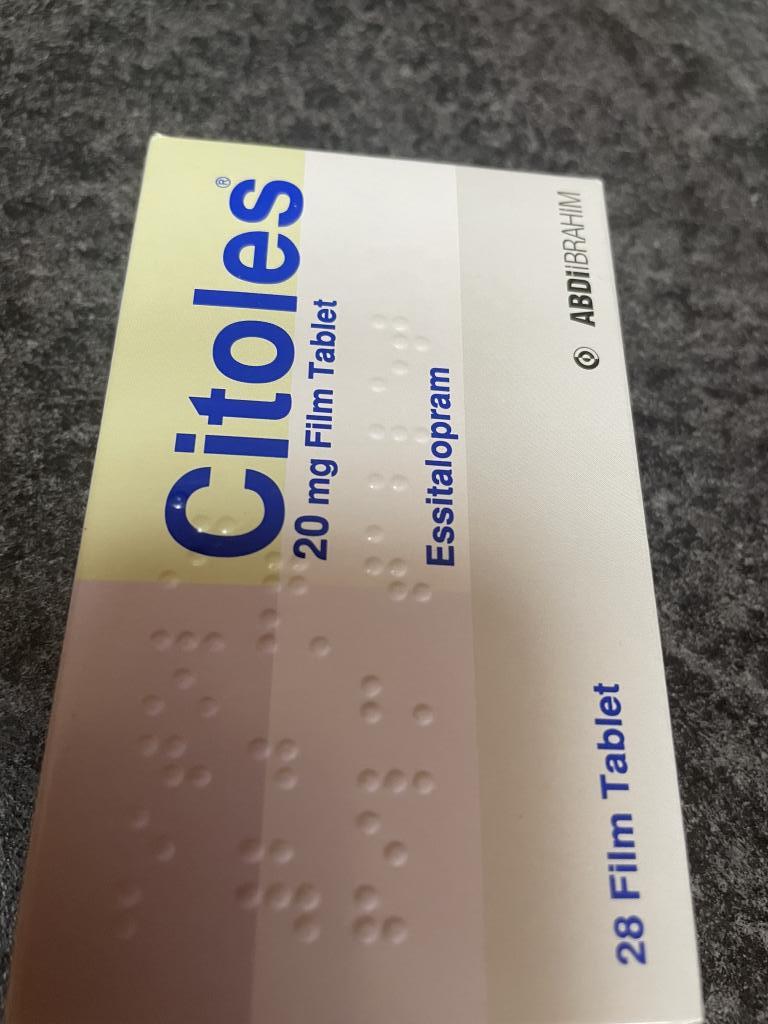 Citoles®
20 mg Film Tablet
Essitalopram
28 Film Tablet
ABDİİBRAHİM